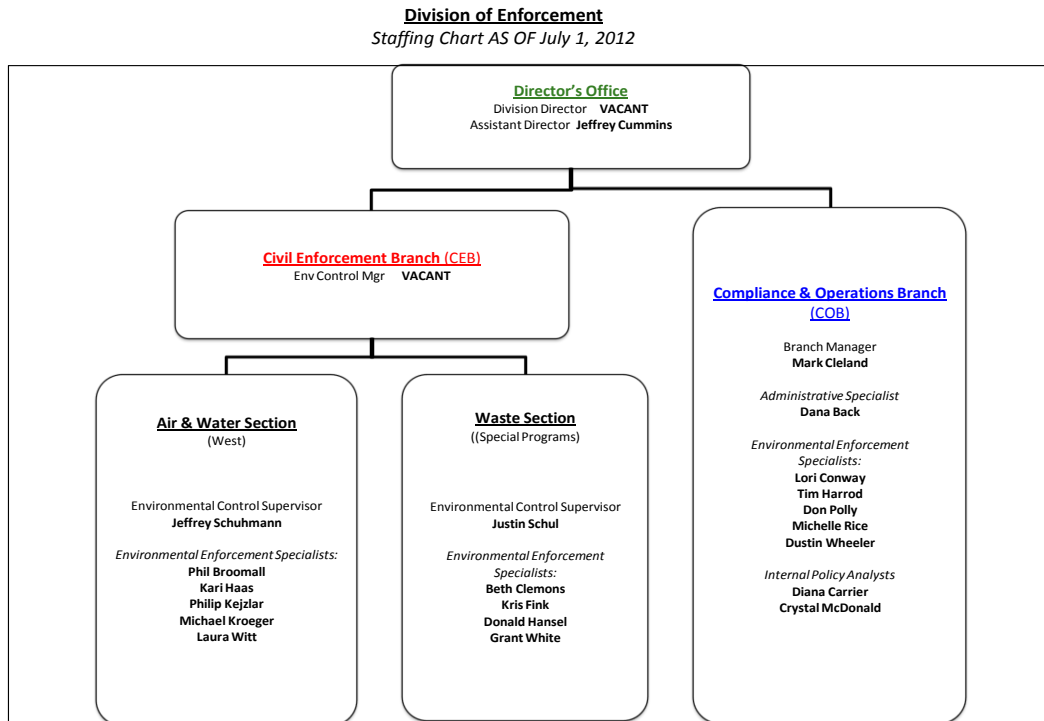 Division of Enforcement
Staffing Chart AS OF July 1, 2012
Director's Office
Division Director VACANT
Assistant Director Jeffrey Cummins
Civil Enforcement Branch (CEB)
Env Control Mgr VACANT
Air & Water Section
(West)
Environmental Control Supervisor
Jeffrey Schuhmann
Environmental Enforcement Specialists:
Phil Broomall
Kari Haas
Philip Kejzlar
Michael Kroeger
Laura Witt
Waste Section
((Special Programs)
Environmental Control Supervisor
Justin Schul
Environmental Enforcement
Specialists:
Beth Clemons
Kris Fink
Donald Hansel
Grant White
Compliance & Operations Branch
(COB)
Branch Manager
Mark Cleland
Administrative Specialist
Dana Back
Environmental Enforcement
Specialists:
Lori Conway
Tim Harrod
Don Polly
Michelle Rice
Dustin Wheeler
Internal Policy Analysts
Diana Carrier
Crystal McDonald